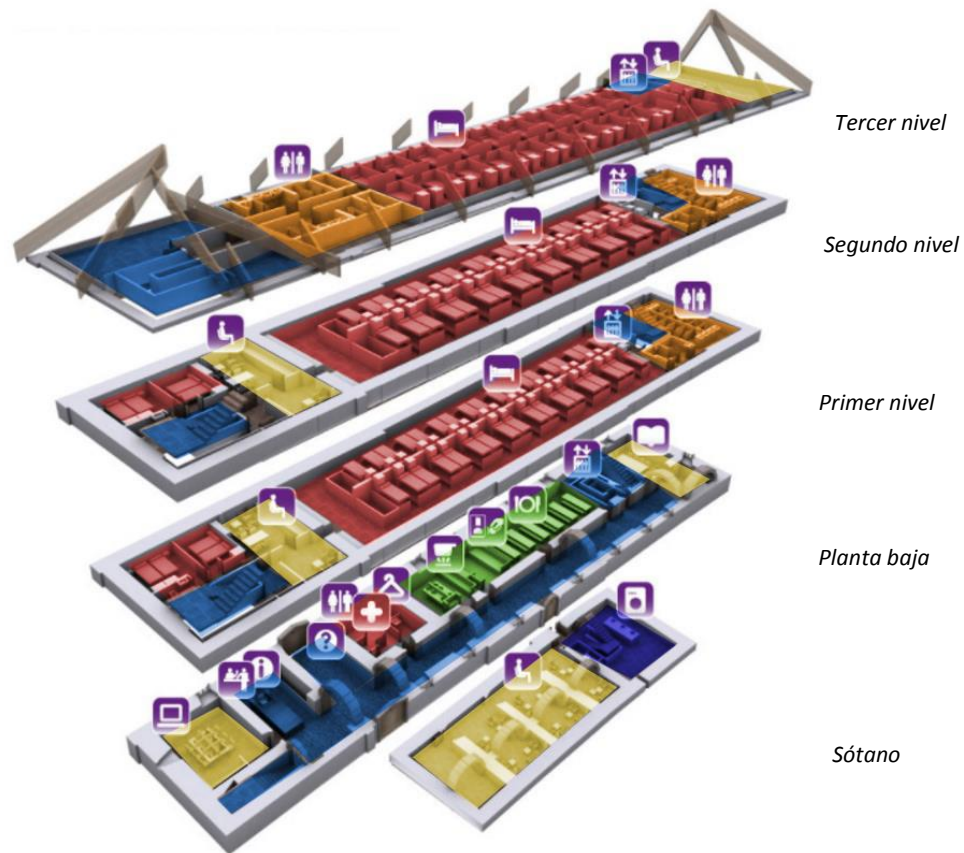 Tercer nivel
Segundo nivel
Primer nivel
Planta baja
Sótano